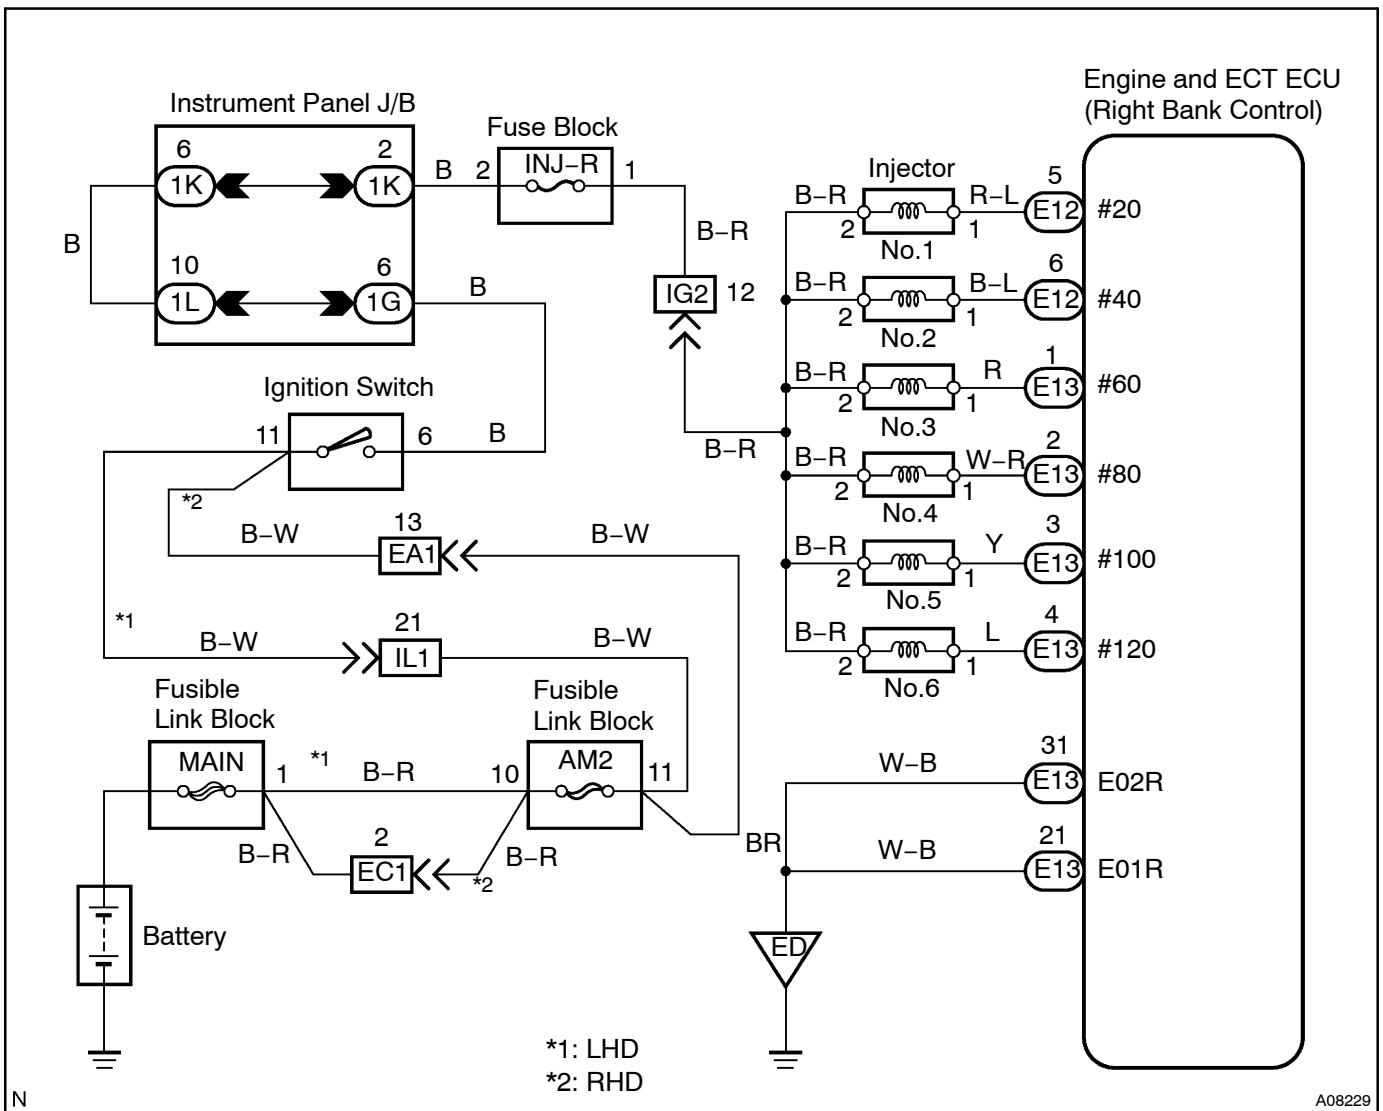 Engine and ECT ECU
(Right Bank Control)
Instrument Panel J/B
6
1K
2
1K
B
2
Fuse Block
INJ−R
1
B
10
1L
6
1G
B
B−R
IG2
12
B−R
Ignition Switch
11
6
B
*2
B−W
13
EA1
B−W
*1
B−W
21
IL1
B−W
Fusible
Link Block
MAIN
1
*1
B−R
10
Fusible
Link Block
AM2
11
B−R
2
EC1
B−R
*2
Battery
Injector
B−R
2
No.1
R−L
1
5
E12
#20
B−R
2
No.2
B−L
1
6
E12
#40
B−R
2
No.3
R
1
1
E13
#60
B−R
2
No.4
W−R
1
2
E13
#80
B−R
2
No.5
Y
1
3
E13
#100
B−R
2
No.6
L
1
4
E13
#120
W−B
31
E13
E02R
BR
W−B
21
E13
E01R
ED
*1: LHD
*2: RHD
N
A08229